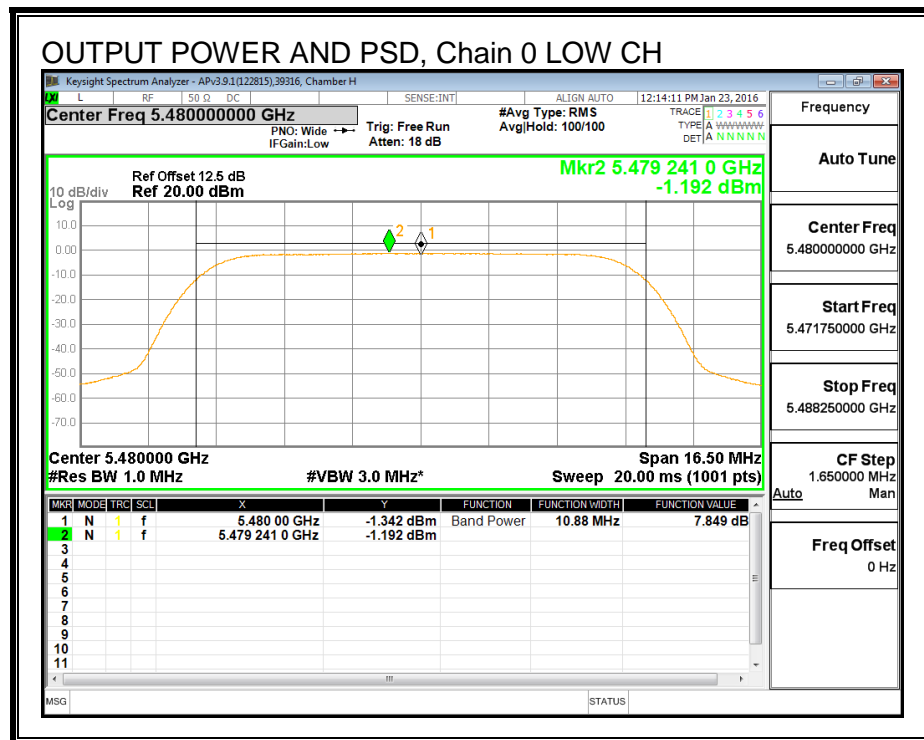 OUTPUT POWER AND PSD, Chain 0 LOW CH
Keysight Spectrum Analyzer - APv3.9.1(122815),39316, Chamber H
LXI L RF 50 Ω DC SENSE:INT ALIGN AUTO 12:14:11 PM Jan 23, 2016
Center Freq 5.480000000 GHz
PNO: Wide
IFGain:Low
Trig: Free Run
Atten: 18 dB
#Avg Type: RMS
Avg|Hold: 100/100
TRACE 1 2 3 4 5 6
TYPE A WWWWW
DET A N N N N N
Frequency
Mkr2 5.479 241 0 GHz
-1.192 dBm
Ref Offset 12.5 dB
10 dB/div Ref 20.00 dBm
Log
10.0
0.00
-10.0
-20.0
-30.0
-40.0
-50.0
-60.0
-70.0
2 1
Center 5.480000 GHz Span 16.50 MHz
#Res BW 1.0 MHz #VBW 3.0 MHz* Sweep 20.00 ms (1001 pts)
MKR MODE TRC SCL X Y FUNCTION FUNCTION WIDTH FUNCTION VALUE
1 N 1 f 5.480 00 GHz -1.342 dBm Band Power 10.88 MHz 7.849 dB
2 N 1 f 5.479 241 0 GHz -1.192 dBm
3
4
5
6
7
8
9
10
11
MSG STATUS
Auto Tune
Center Freq
5.480000000 GHz
Start Freq
5.471750000 GHz
Stop Freq
5.488250000 GHz
CF Step
1.650000 MHz
Auto Man
Freq Offset
0 Hz